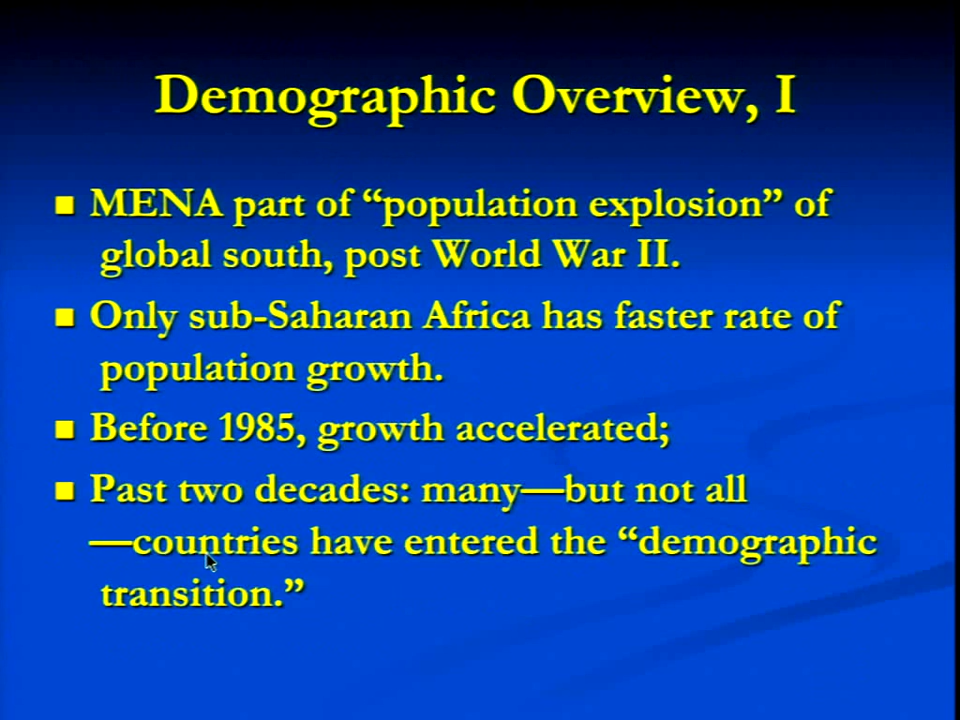 Demographic Overview, I
■ MENA part of “population explosion” of
global south, post World War II.
■ Only sub-Saharan Africa has faster rate of
population growth.
■ Before 1985, growth accelerated;
■ Past two decades: many—but not all
—countries have entered the “demographic
transition.”